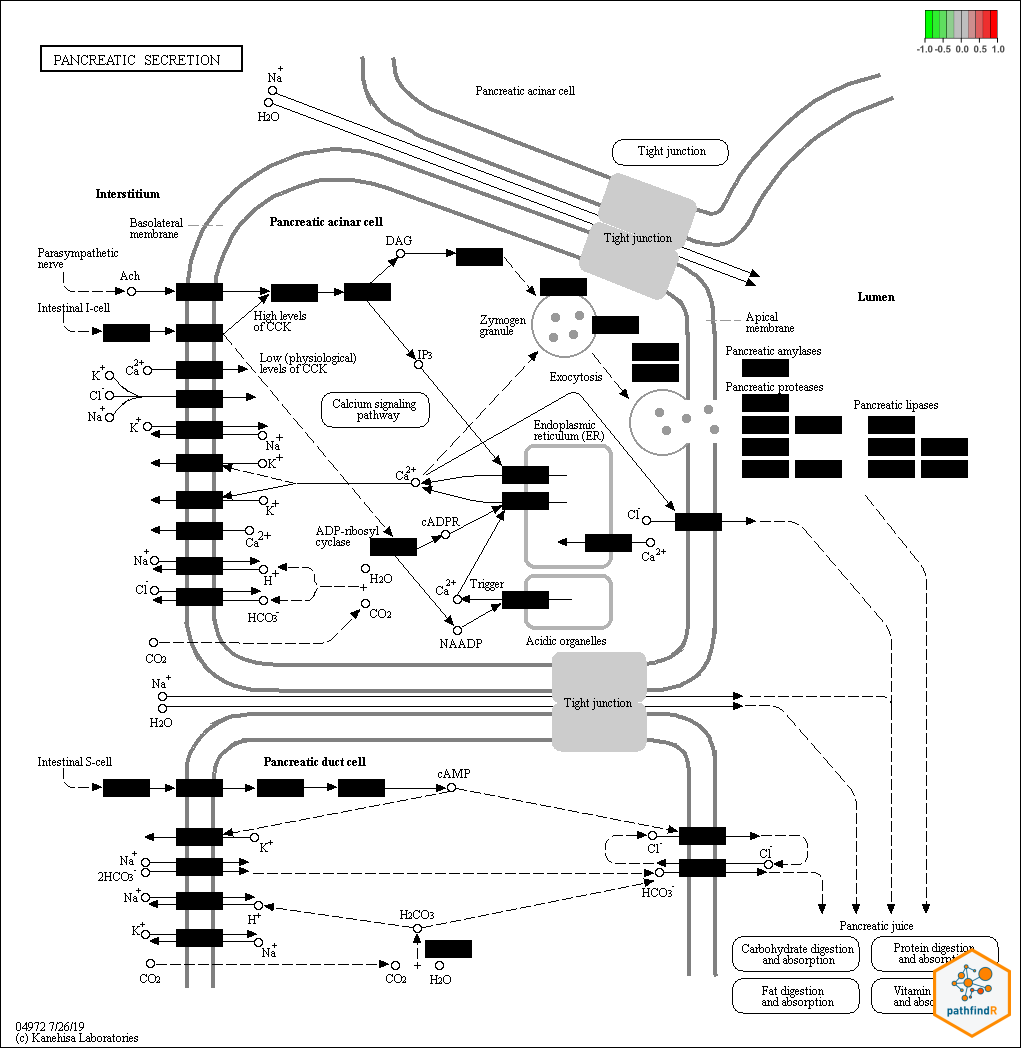 -1.0 -0.5 0.0 0.5 1.0
PANCREATIC SECRETION
Na+
H2O
Pancreatic acinar cell
Tight junction
Interstitium
Basolateral
membrane
Pancreatic acinar cell
Tight junction
DAG
Parasympathetic
nerve
Ach
Lumen
Intestinal I-cell
High levels
of CCK
Zymogen
granule
Apical
membrane
IP3
Low (physiological)
levels of CCK
Pancreatic amylases
Ca2+
K+
Cl-
Na+
Exocytosis
Pancreatic proteases
Calcium signaling
pathway
Pancreatic lipases
K+
Na+
Endoplasmic
reticulum (ER)
K+
Ca2+
K+
Cl-
cADPR
ADP-ribosyl
cyclase
Ca2+
Ca2+
Na+
H+
H2O
Ca2+
Trigger
Cl-
HCO3-
+
CO2
NAADP
Acidic organelles
CO2
Na+
H2O
Tight junction
Intestinal S-cell
Pancreatic duct cell
cAMP
K+
Cl-
Cl-
Na+
2HCO3-
HCO3-
Na+
H+
H2CO3
K+
Na+
Pancreatic juice
CO2
CO2
+
H2O
Carbohydrate digestion
and absorption
Protein digestion
and absorpt
Fat digestion
and absorption
Vitamin
and abso
pathfindR
04972 7/26/19
(c) Kanehisa Laboratories